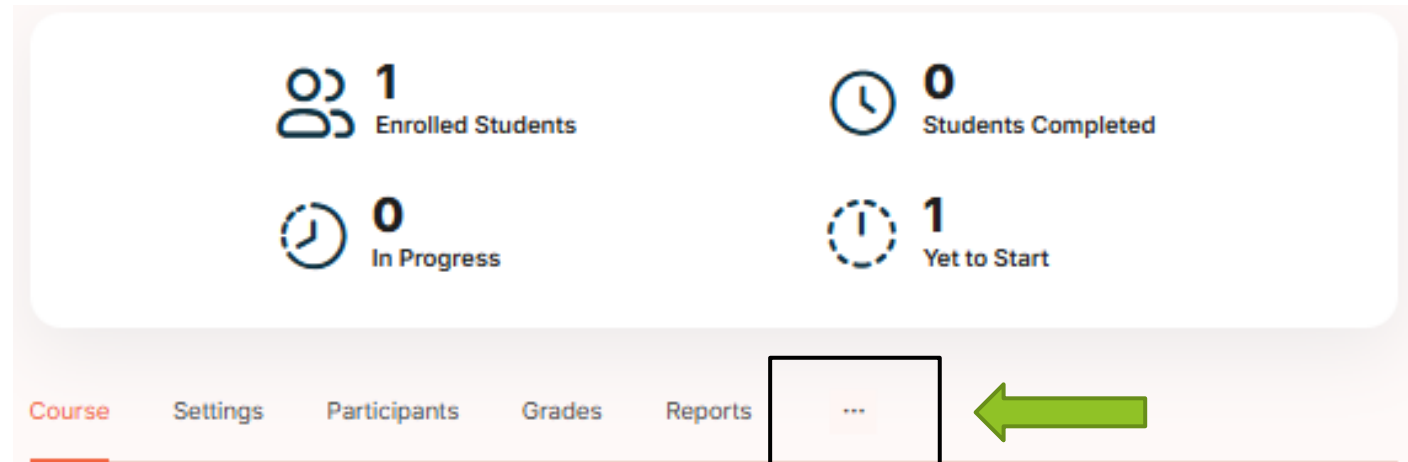 1
Enrolled Students
0
Students Completed
0
In Progress
1
Yet to Start
Course Settings Participants Grades Reports ...